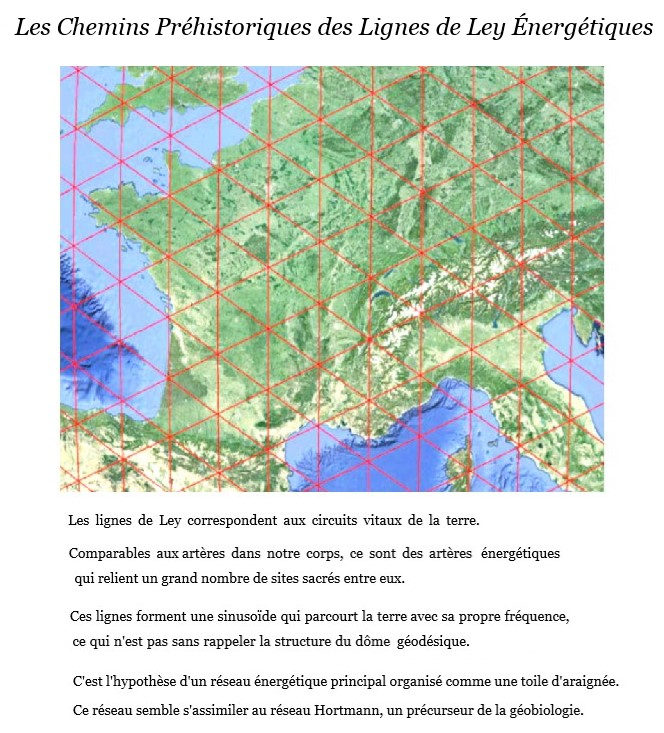 Les Chemins Préhistoriques des Lignes de Ley Énergétiques
Les lignes de Ley correspondent aux circuits vitaux de la terre.
Comparables aux artères dans notre corps, ce sont des artères énergétiques
qui relient un grand nombre de sites sacrés entre eux.
Ces lignes forment une sinusoïde qui parcourt la terre avec sa propre fréquence,
ce qui n'est pas sans rappeler la structure du dôme géodésique.
C'est l'hypothèse d'un réseau énergétique principal organisé comme une toile d'araignée.
Ce réseau semble s'assimiler au réseau Hortmann, un précurseur de la géobiologie.